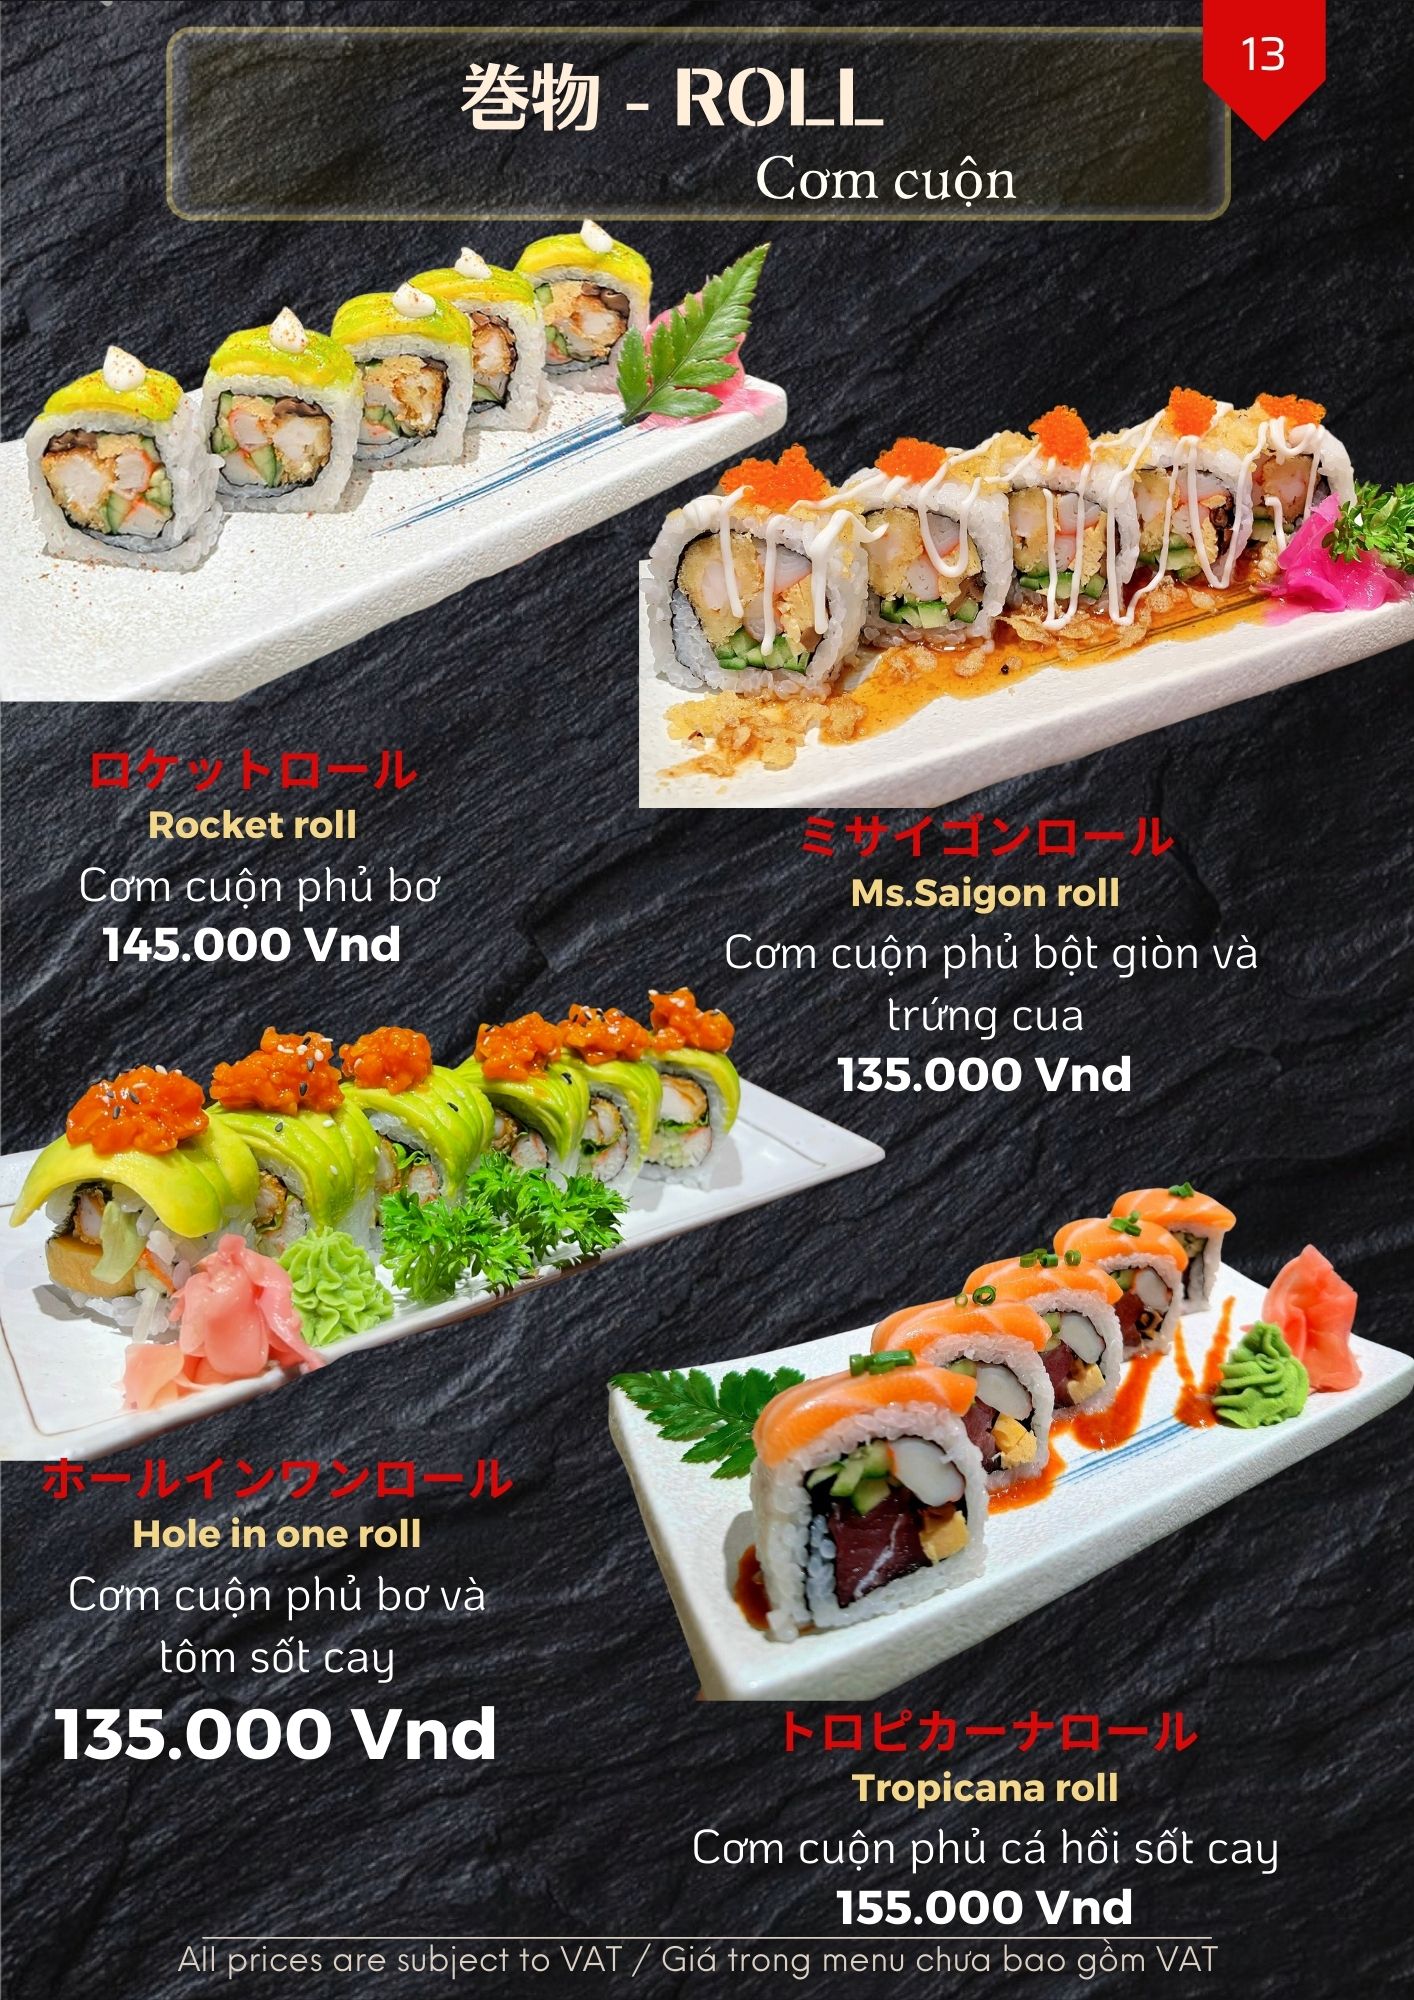 13
巻物 - ROLL
Cơm cuộn
ロケットロール
Rocket roll
Cơm cuộn phủ bơ
145.000 Vnd
ミサイゴンロール
Ms.Saigon roll
Cơm cuộn phủ bột giòn và
trứng cua
135.000 Vnd
ホールインワンロール
Hole in one roll
Cơm cuộn phủ bơ và
tôm sốt cay
135.000 Vnd
トロピカーナロール
Tropicana roll
Cơm cuộn phủ cá hồi sốt cay
155.000 Vnd
All prices are subject to VAT / Giá trong menu chưa bao gồm VAT